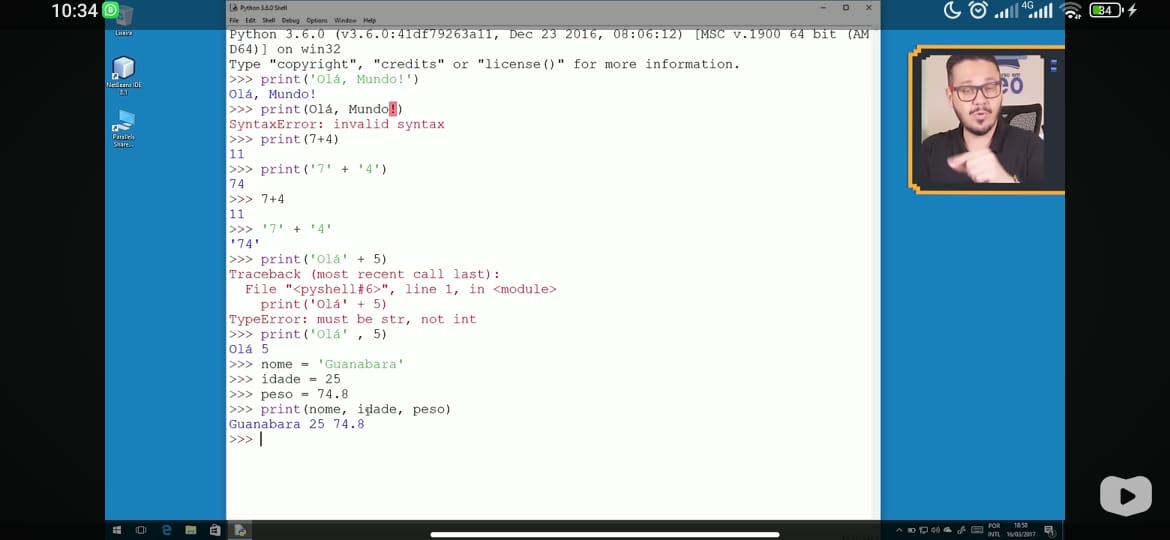 10:34
4G
84
Python 3.6.0 Shell
File Edit Shell Debug Options Window Help
Lixeira
NetBeans IDE
8.1
Parallels
Share...
Python 3.6.0 (v3.6.0:41df79263a11, Dec 23 2016, 08:06:12) [MSC v.1900 64 bit (AM
D64)] on win32
Type "copyright", "credits" or "license()" for more information.
>>> print('Olá, Mundo!')
Olá, Mundo!
>>> print(Olá, Mundo!)
SyntaxError: invalid syntax
>>> print(7+4)
11
>>> print('7' + '4')
74
>>> 7+4
11
>>> '7' + '4'
'74'
>>> print('Olá' + 5)
Traceback (most recent call last):
  File "<pyshell#6>", line 1, in <module>
    print('Olá' + 5)
TypeError: must be str, not int
>>> print('Olá' , 5)
Olá 5
>>> nome = 'Guanabara'
>>> idade = 25
>>> peso = 74.8
>>> print(nome, idade, peso)
Guanabara 25 74.8
>>>
POR
INTL
18:58
16/03/2017